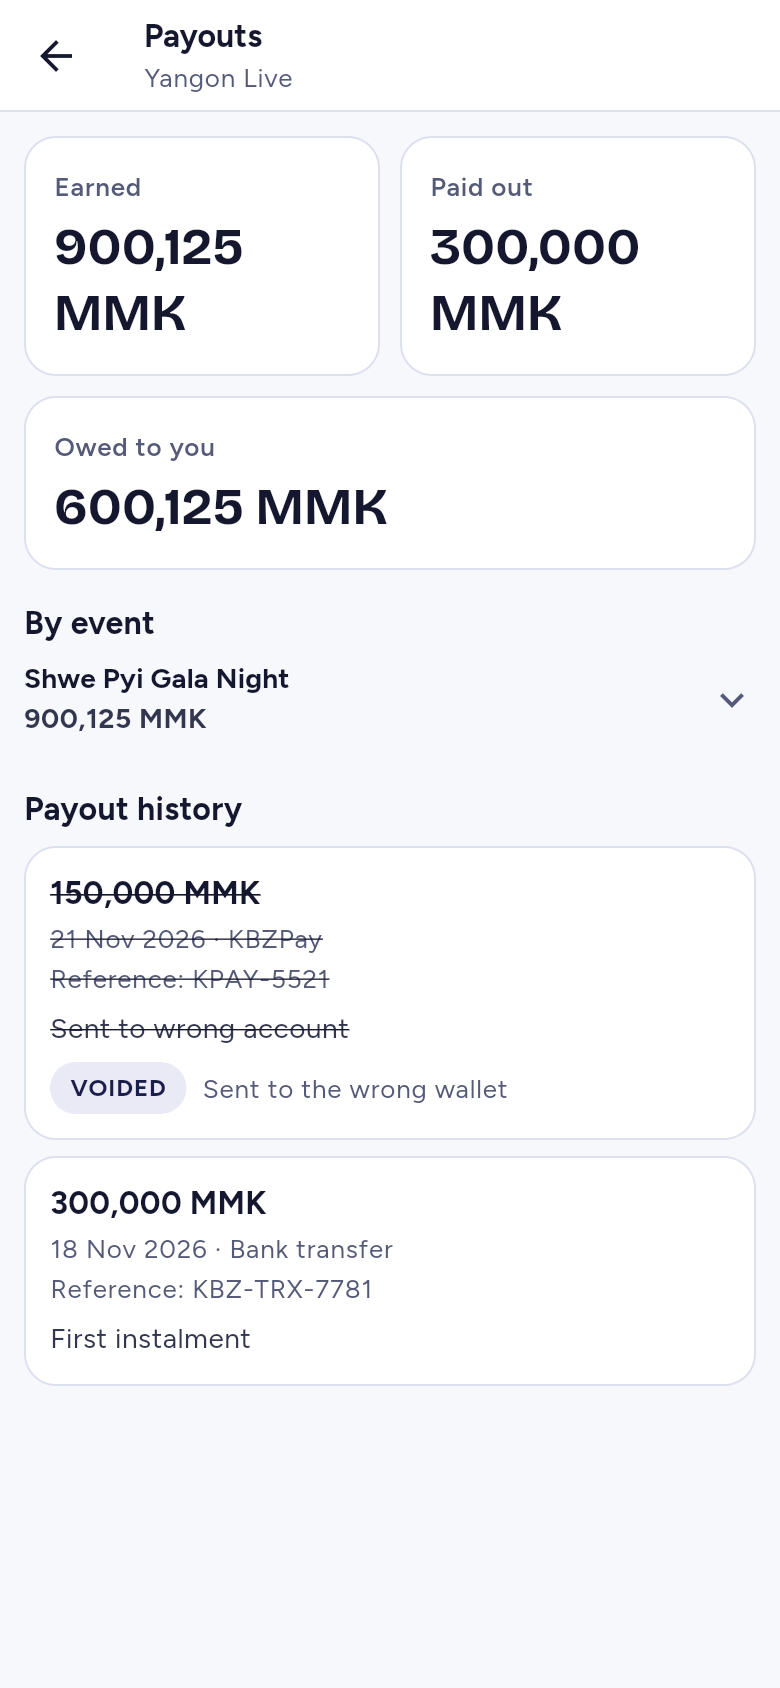 Payouts
Yangon Live
Earned
900,125
MMK
Paid out
300,000
MMK
Owed to you
600,125 MMK
By event
Shwe Pyi Gala Night
900,125 MMK
Payout history
150,000 MMK
21 Nov 2026 · KBZPay
Reference: KPAY-5521
Sent to wrong account
VOIDED Sent to the wrong wallet
300,000 MMK
18 Nov 2026 · Bank transfer
Reference: KBZ-TRX-7781
First instalment